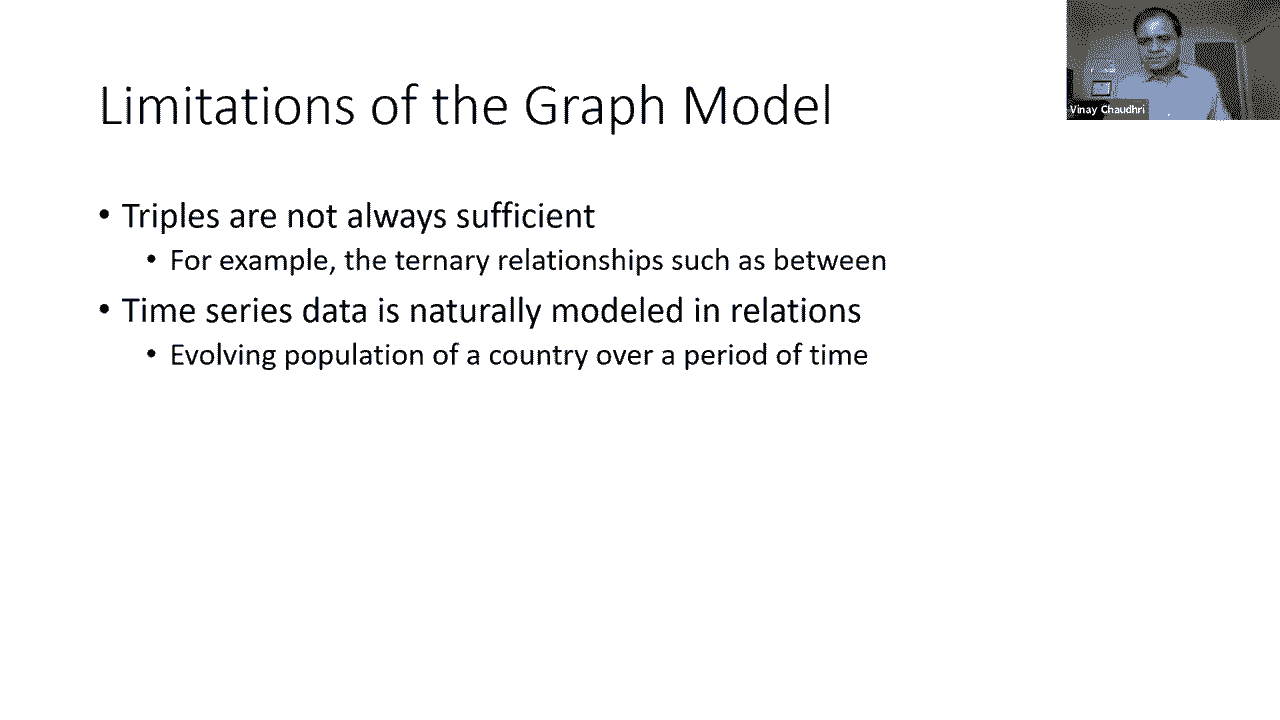 Limitations of the Graph Model
Vinay Chaudhri
• Triples are not always sufficient
• For example, the ternary relationships such as between
• Time series data is naturally modeled in relations
• Evolving population of a country over a period of time